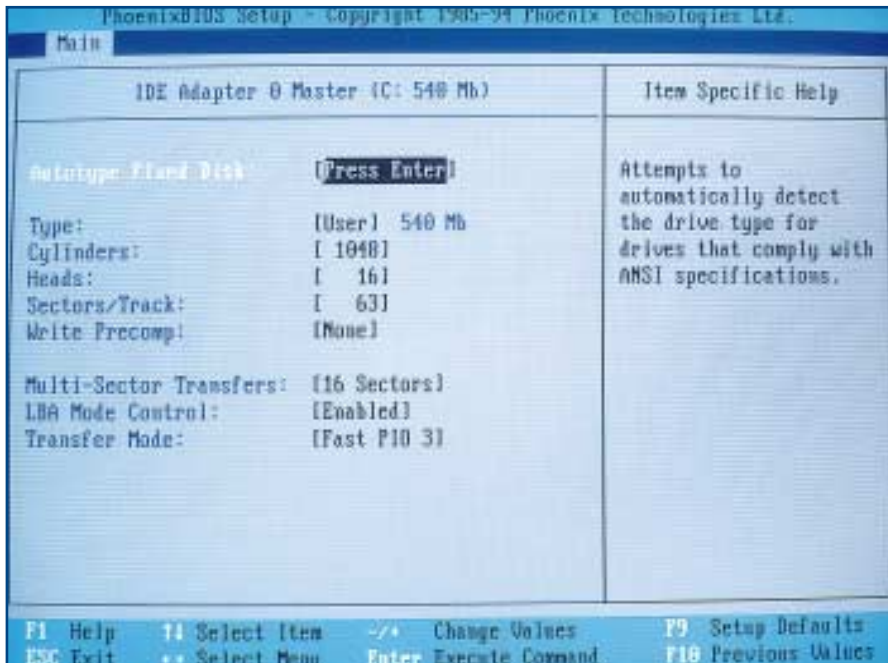 PhoenixBIOS Setup - Copyright 1985-94 Phoenix Technologies Ltd.
Main
IDE Adapter 0 Master (C: 540 Mb)
Item Specific Help
Autotype Fixed Disk [Press Enter]
Type: [User] 540 Mb
Cylinders: [ 1048]
Heads: [ 16]
Sectors/Track: [ 63]
Write Precomp: [None]
Multi-Sector Transfers: [16 Sectors]
LBA Mode Control: [Enabled]
Transfer Mode: [Fast PIO 3]
Attempts to
automatically detect
the drive type for
drives that comply with
ANSI specifications.
F1 Help ↑↓ Select Item -/+ Change Values F9 Setup Defaults
ESC Exit ←→ Select Menu Enter Execute Command F10 Previous Values